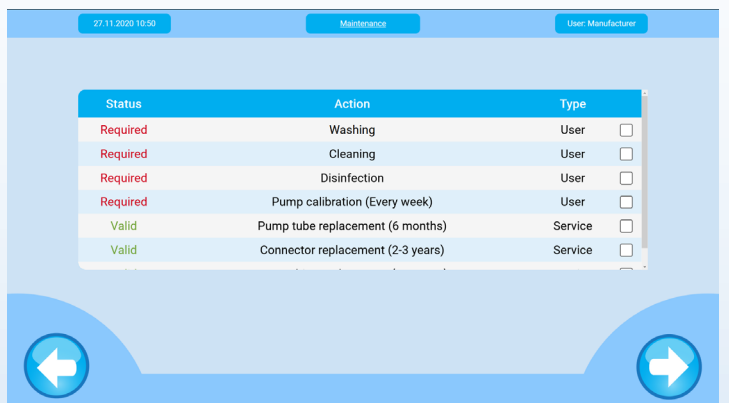 27.11.2020 10:50 Maintenance User: Manufacturer
Status Action Type
Required Washing User
Required Cleaning User
Required Disinfection User
Required Pump calibration (Every week) User
Valid Pump tube replacement (6 months) Service
Valid Connector replacement (2-3 years) Service